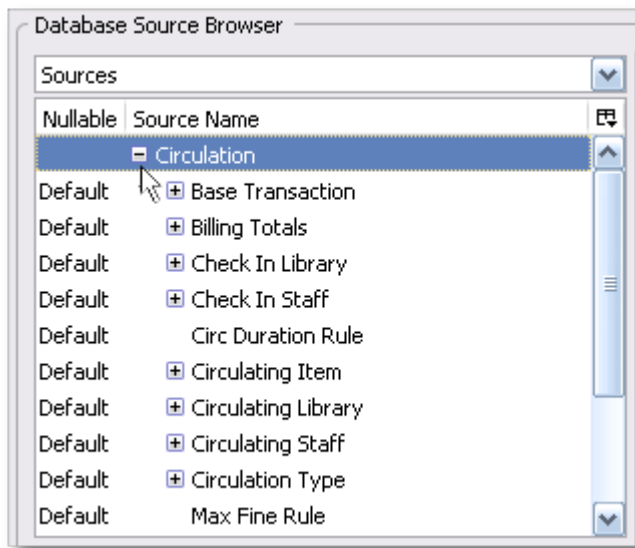 Database Source Browser
Sources
Nullable Source Name
Circulation
Default Base Transaction
Default Billing Totals
Default Check In Library
Default Check In Staff
Default Circ Duration Rule
Default Circulating Item
Default Circulating Library
Default Circulating Staff
Default Circulation Type
Default Max Fine Rule